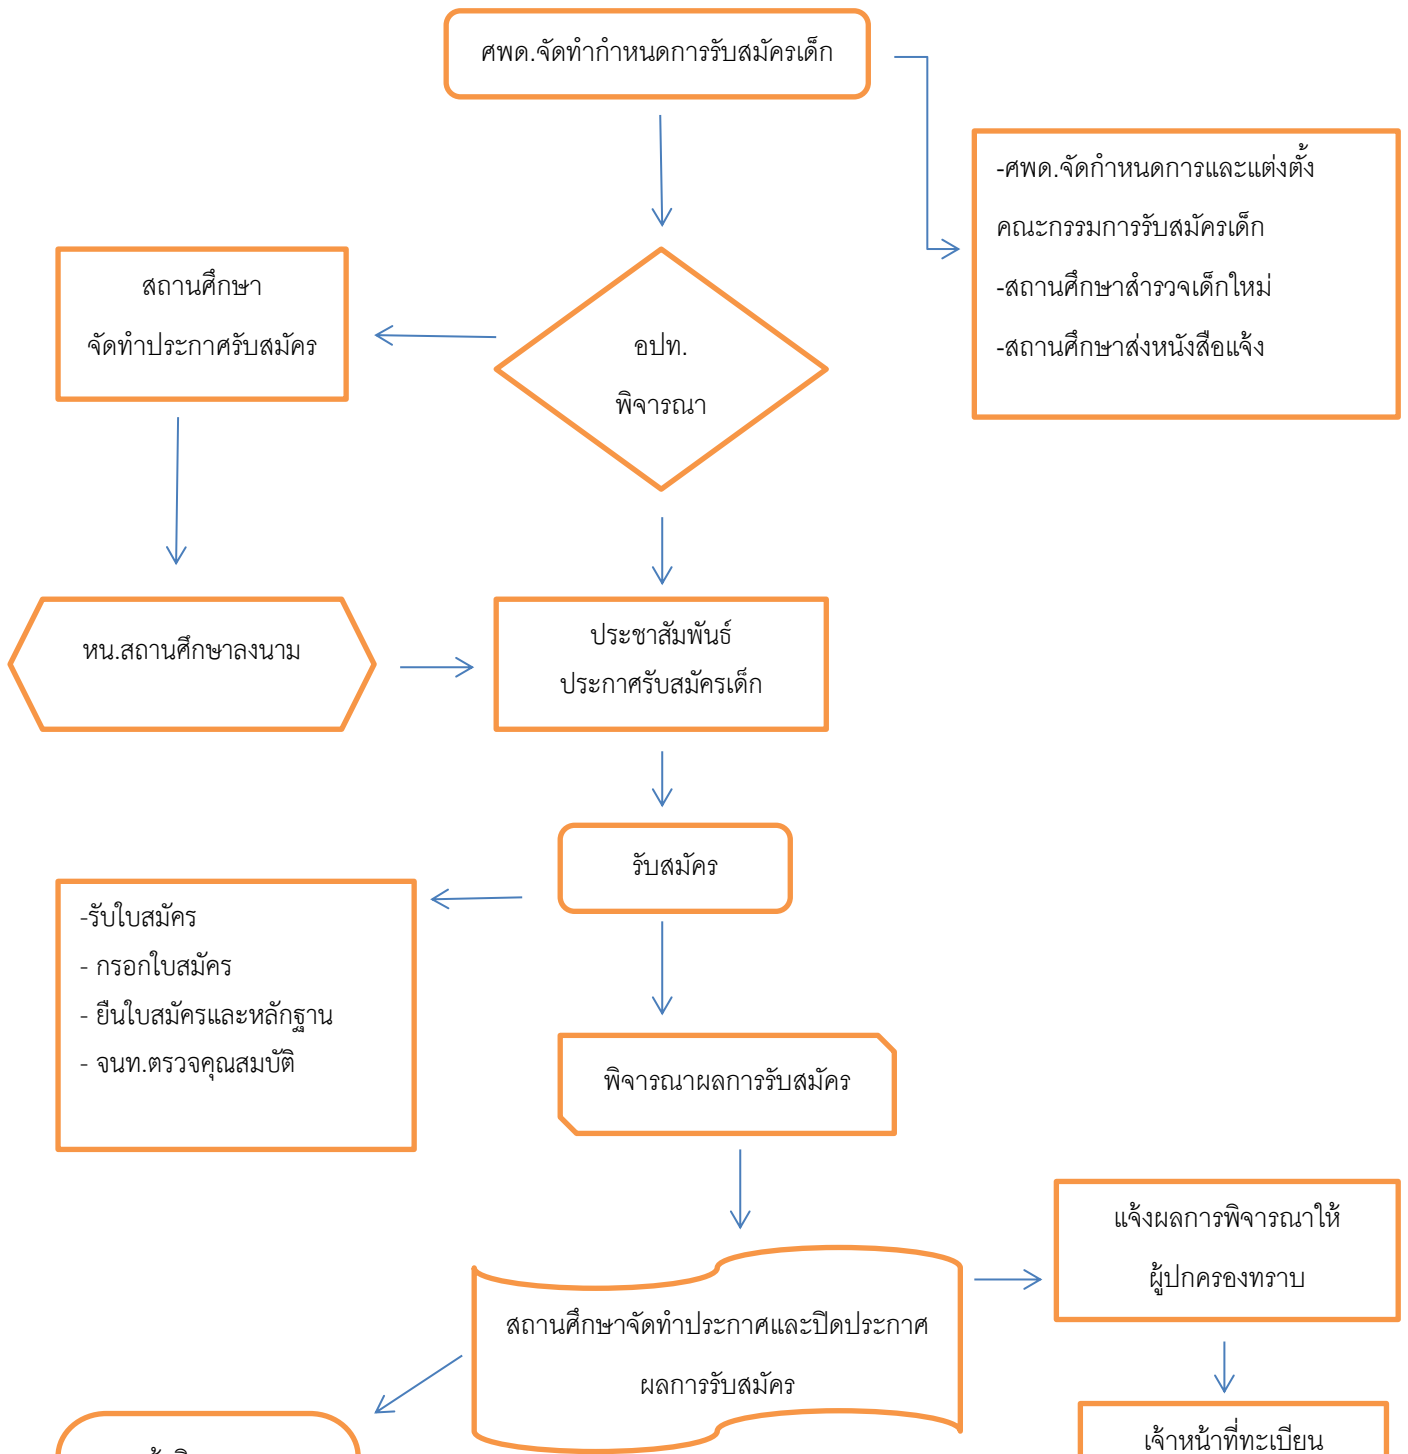 ศพด.จัดทำกำหนดการรับสมัครเด็ก
-ศพด.จัดกำหนดการและแต่งตั้ง
คณะกรรมการรับสมัครเด็ก
-สถานศึกษาสำรวจเด็กใหม่
-สถานศึกษาส่งหนังสือแจ้ง
สถานศึกษา
จัดทำประกาศรับสมัคร
อปท.
พิจารณา
หน.สถานศึกษาลงนาม
ประชาสัมพันธ์
ประกาศรับสมัครเด็ก
รับสมัคร
-รับใบสมัคร
- กรอกใบสมัคร
- ยืนใบสมัครและหลักฐาน
- จนท.ตรวจคุณสมบัติ
พิจารณาผลการรับสมัคร
แจ้งผลการพิจารณาให้
ผู้ปกครองทราบ
สถานศึกษาจัดทำประกาศและปิดประกาศ
ผลการรับสมัคร
เจ้าหน้าที่ทะเบียน